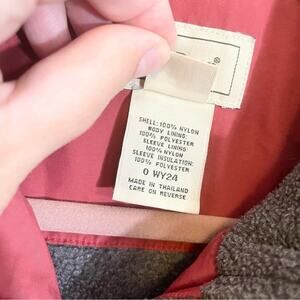 ®
SHELL: 100% NYLON
BODY LINING:
100% POLYESTER
SLEEVE LINING:
100% NYLON
SLEEVE INSULATION:
100% POLYESTER
0 WY24
MADE IN THAILAND
CARE ON REVERSE